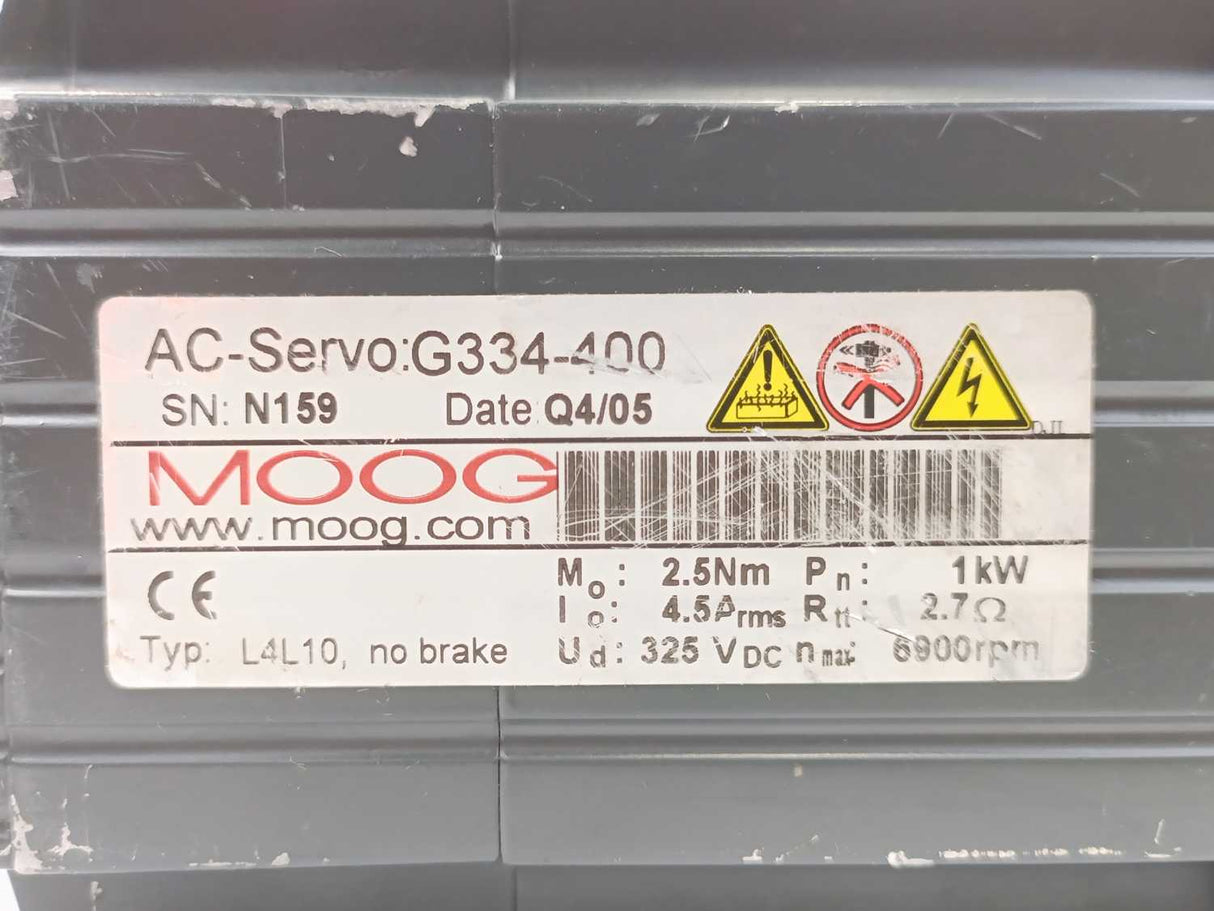 AC-Servo:G334-400
SN: N159 Date Q4/05
MOOG
www.moog.com
CE
Mo: 2.5Nm Pn: 1kW
Io: 4.5Arms Rtt: 2.7Ω
Typ: L4L10, no brake Ud: 325 VDC nmax: 6900rpm